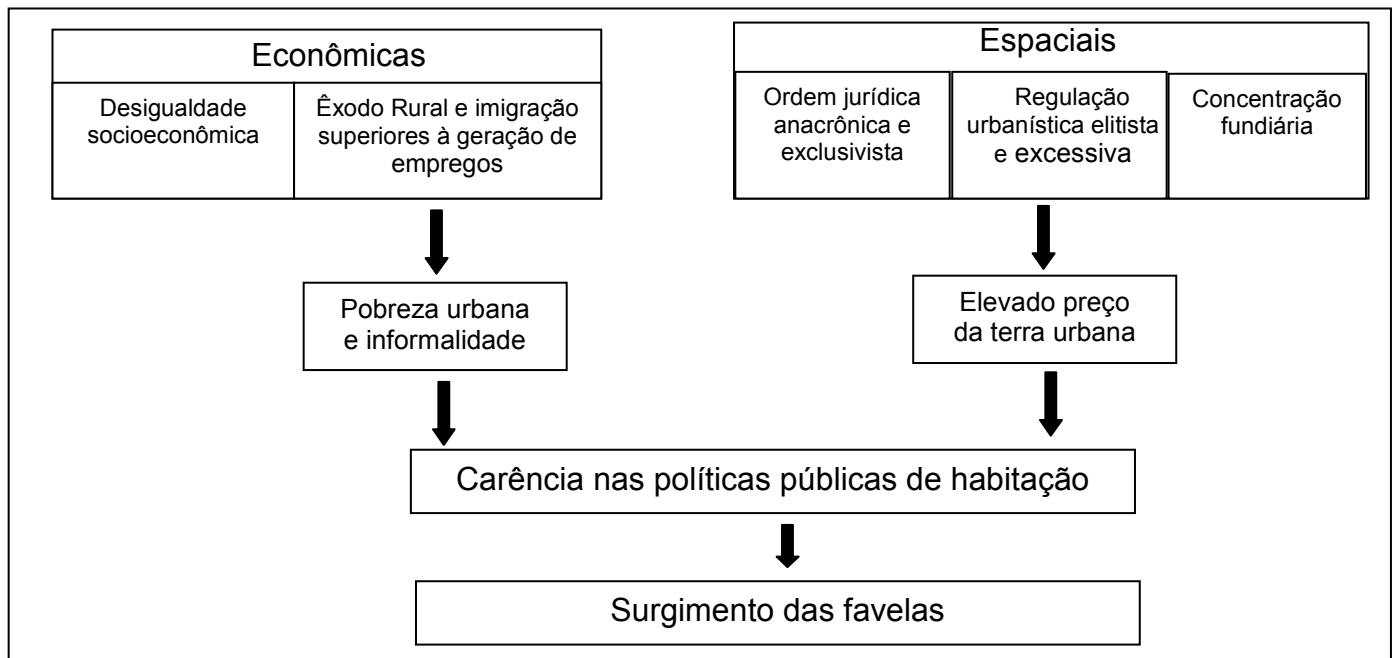 Econômicas
Desigualdade
socioeconômica
Êxodo Rural e imigração
superiores à geração de
empregos
Espaciais
Ordem jurídica
anacrônica e
exclusivista
Regulação
urbanística elitista
e excessiva
Concentração
fundiária
Pobreza urbana
e informalidade
Elevado preço
da terra urbana
Carência nas políticas públicas de habitação
Surgimento das favelas